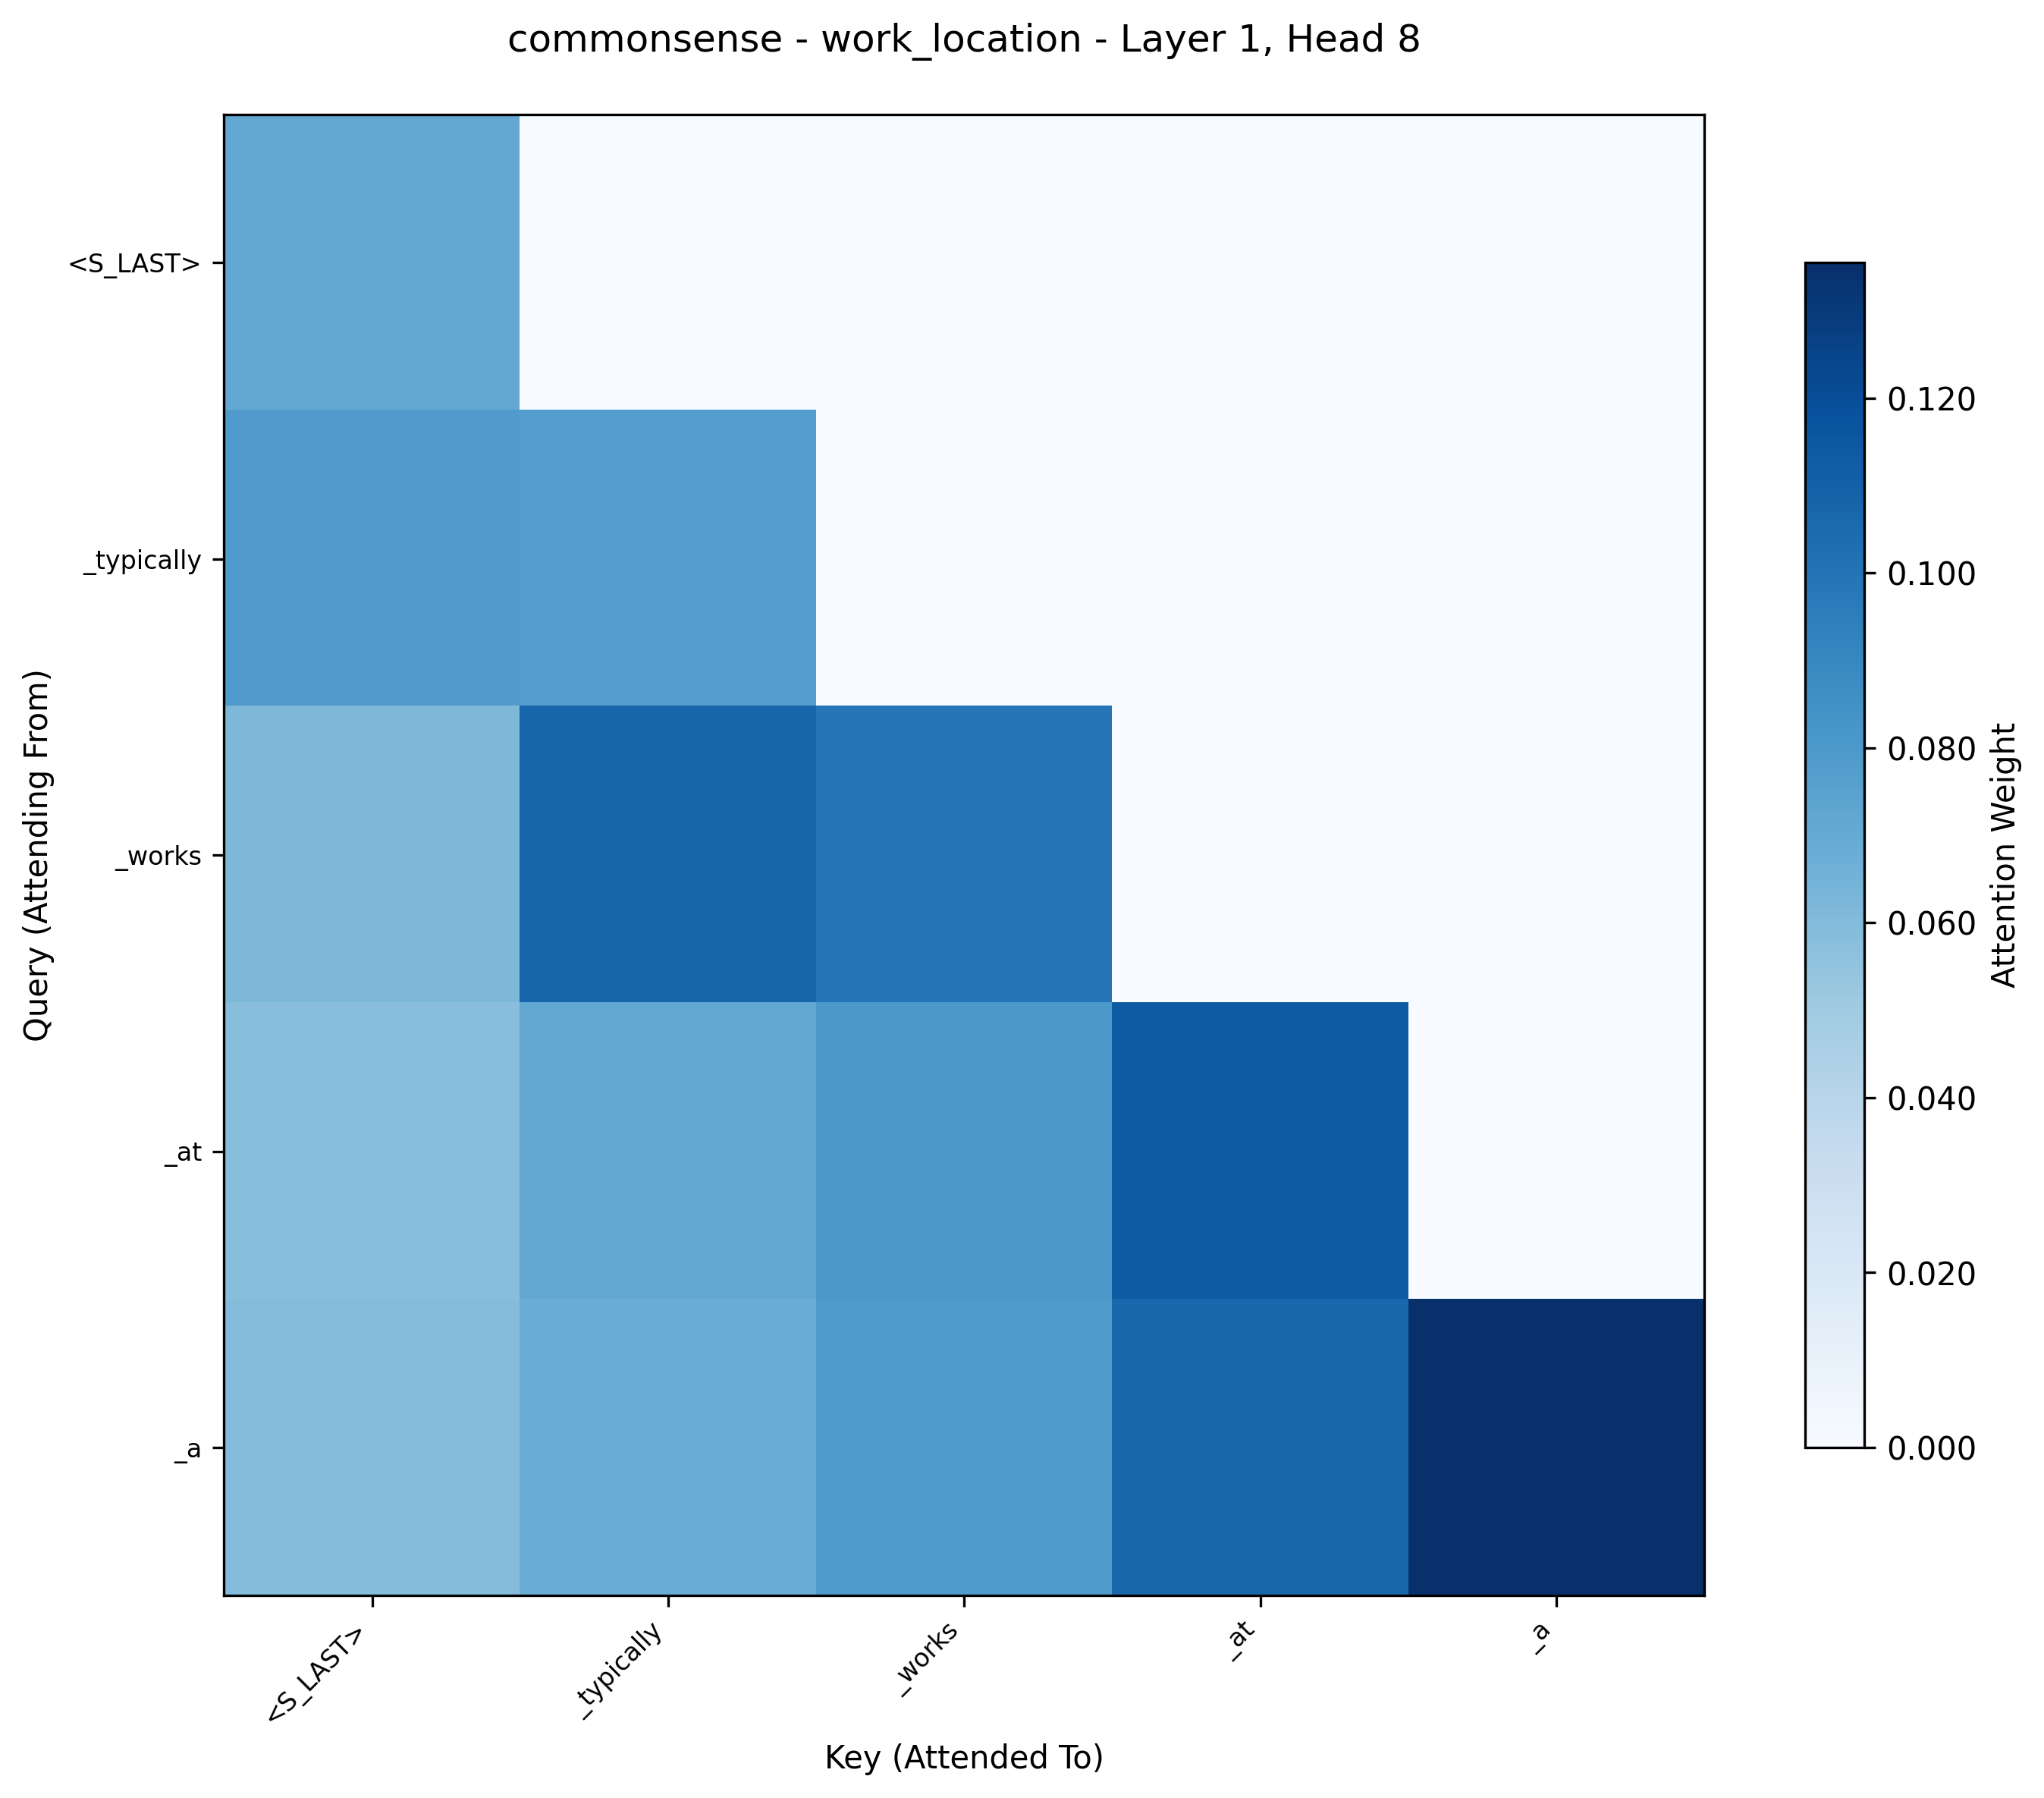 commonsense - work_location - Layer 1, Head 8
Query (Attending From)
<S_LAST>
_typically
_works
_at
_a
<S_LAST>
_typically
_works
_at
_a
Key (Attended To)
0.120
0.100
0.080
0.060
0.040
0.020
0.000
Attention Weight